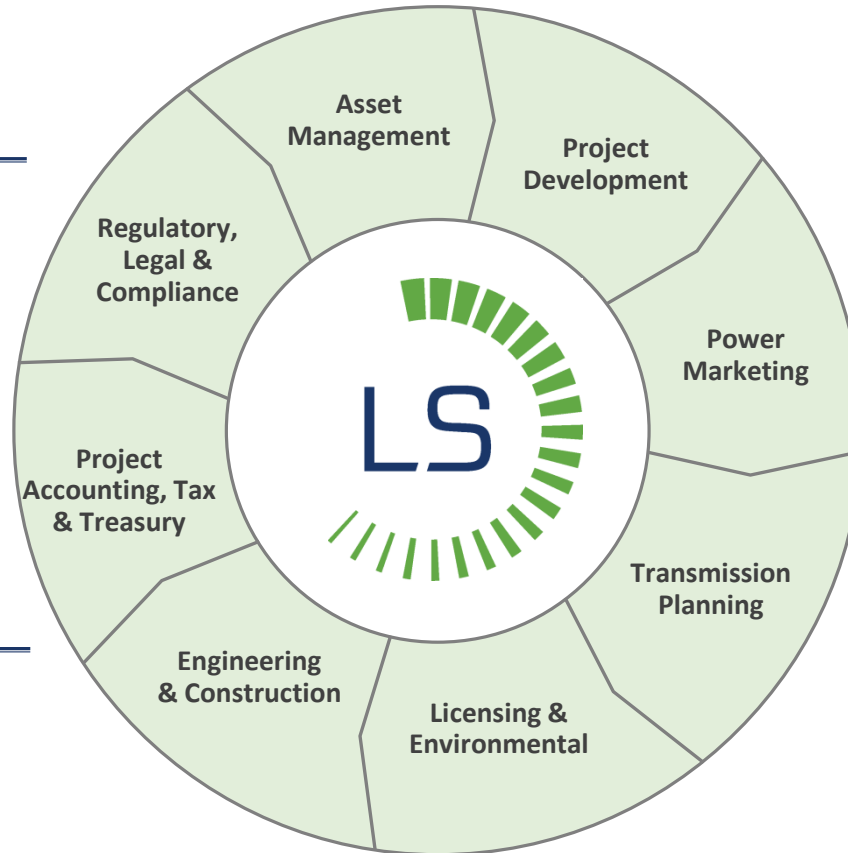 Asset
Management
Project
Development
Power
Marketing
Transmission
Planning
Licensing &
Environmental
Engineering
& Construction
Project
Accounting, Tax
& Treasury
Regulatory,
Legal &
Compliance
LS